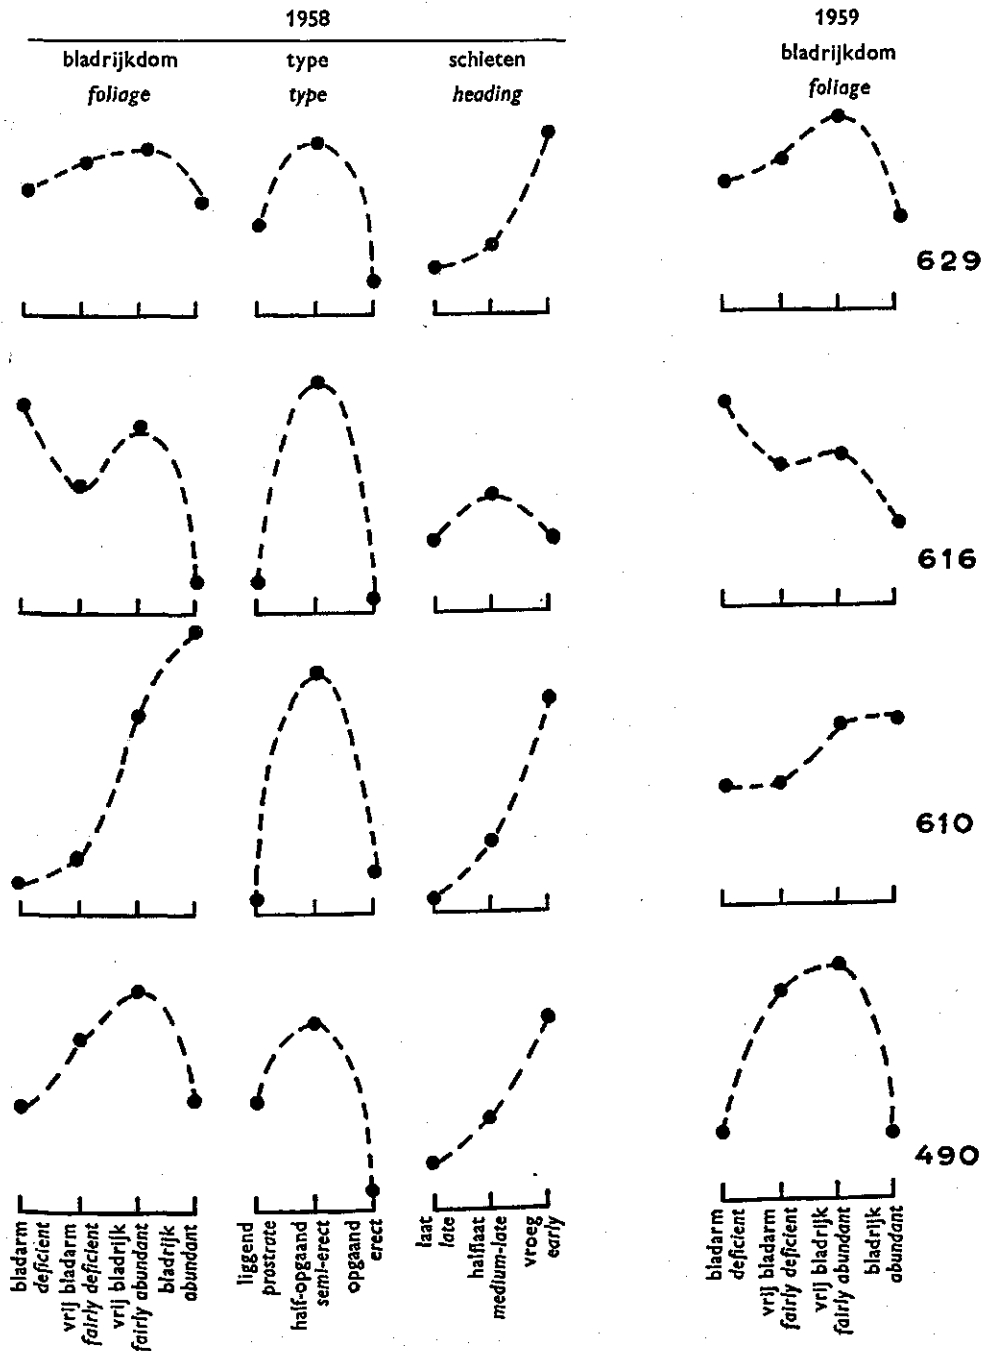 1958
1959
bladrijkdom
foliage
type
type
schieten
heading
bladrijkdom
foliage
629
616
610
490
bladarm
deficient
vrij bladarm
fairly deficient
vrij bladrijk
fairly abundant
bladrijk
abundant
liggend
prostrate
half-opgaand
semi-erect
opgaand
erect
laat
late
halflaat
medium-late
vroeg
early
bladarm
deficient
vrij bladarm
fairly deficient
vrij bladrijk
fairly abundant
bladrijk
abundant